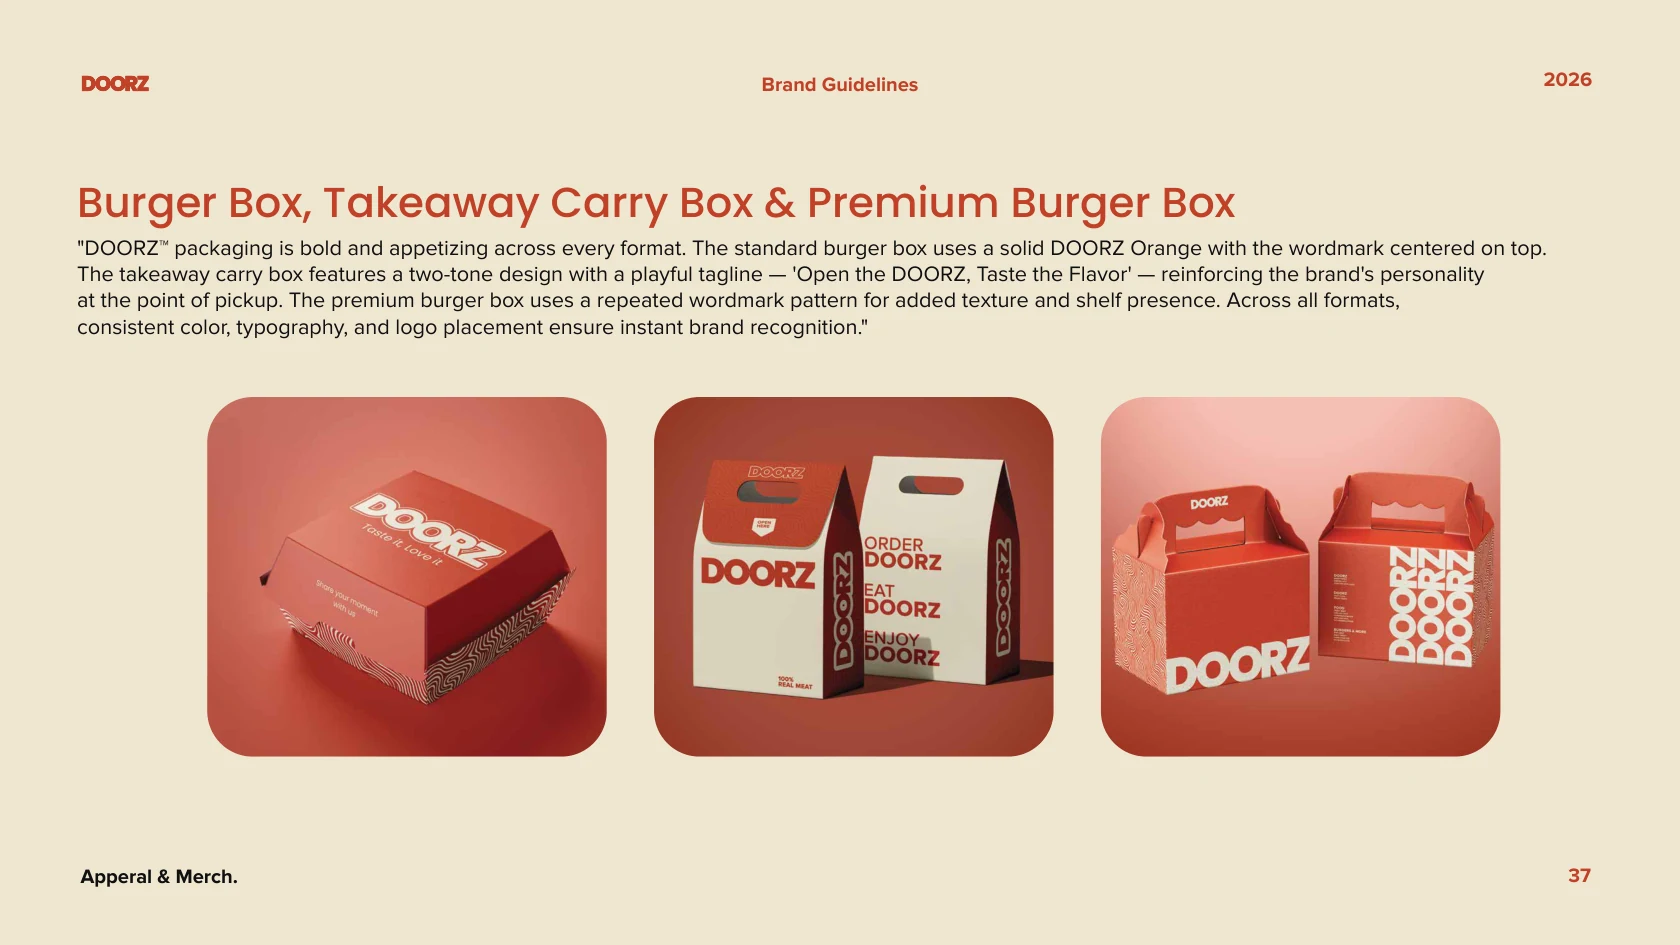 DOORZ
Brand Guidelines
2026
Burger Box, Takeaway Carry Box & Premium Burger Box
"DOORZ™ packaging is bold and appetizing across every format. The standard burger box uses a solid DOORZ Orange with the wordmark centered on top.
The takeaway carry box features a two-tone design with a playful tagline — 'Open the DOORZ, Taste the Flavor' — reinforcing the brand's personality
at the point of pickup. The premium burger box uses a repeated wordmark pattern for added texture and shelf presence. Across all formats,
consistent color, typography, and logo placement ensure instant brand recognition."
DOORZ
Taste it, Love it
Share your moment
with us
DOORZ
OPEN
HERE
DOORZ
DOORZ
100%
REAL MEAT
ORDER
DOORZ
EAT
DOORZ
ENJOY
DOORZ
DOORZ
DOORZ
DOORZ
DOORZ
DOORZ
DOORZ
Apperal & Merch.
37